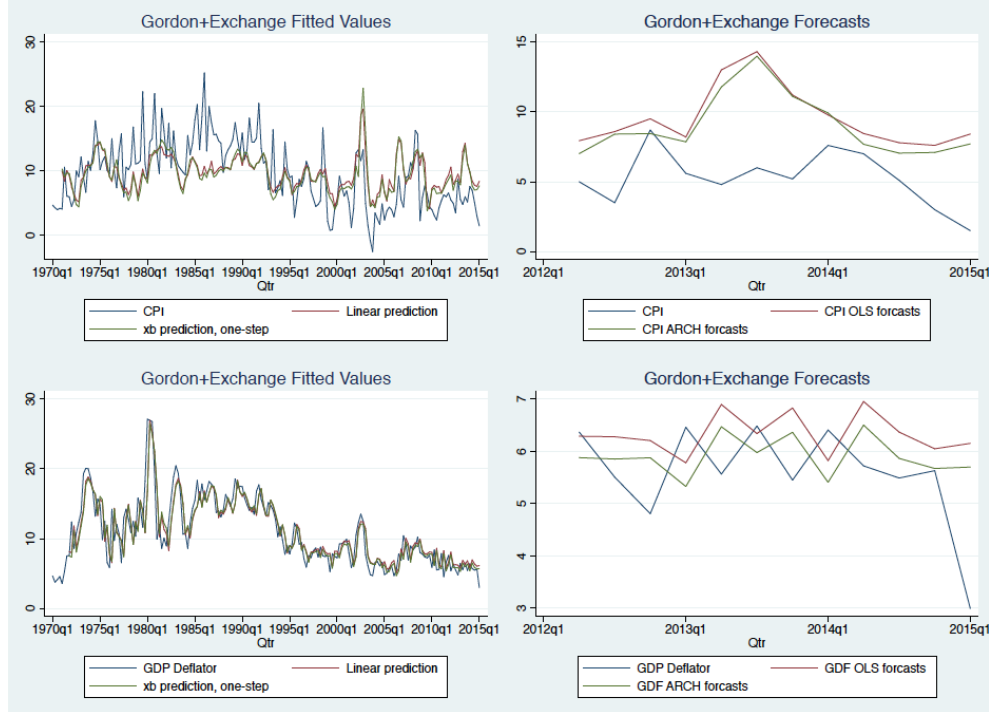 Gordon+Exchange Fitted Values
30
20
10
0
1970q1 1975q1 1980q1 1985q1 1990q1 1995q1 2000q1 2005q1 2010q1 2015q1
Qtr
CPI Linear prediction
xb prediction, one-step
Gordon+Exchange Forecasts
15
10
5
0
2012q1 2013q1 2014q1 2015q1
Qtr
CPI CPI OLS forcasts
CPI ARCH forcasts
Gordon+Exchange Fitted Values
30
20
10
0
1970q1 1975q1 1980q1 1985q1 1990q1 1995q1 2000q1 2005q1 2010q1 2015q1
Qtr
GDP Deflator Linear prediction
xb prediction, one-step
Gordon+Exchange Forecasts
7
6
5
4
3
2012q1 2013q1 2014q1 2015q1
Qtr
GDP Deflator GDF OLS forcasts
GDF ARCH forcasts